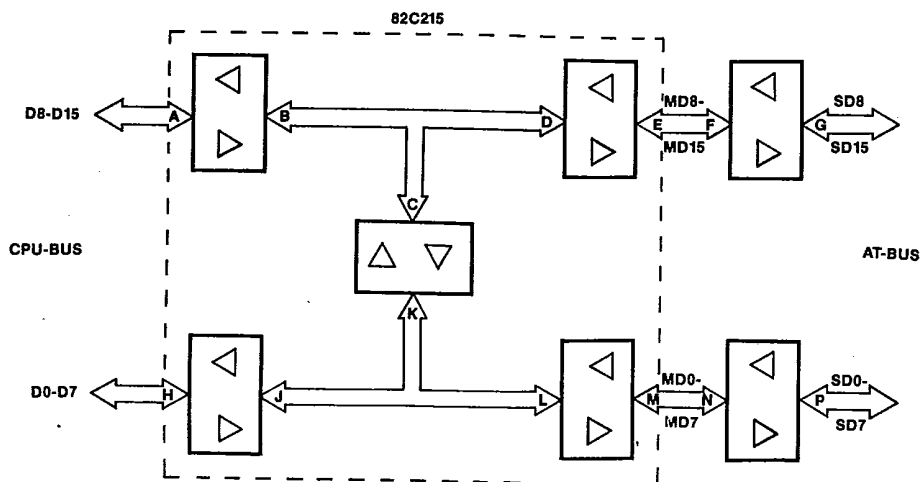 82C215
D8-D15
A
B
D
MD8-
E
F
MD15
G
SD8
SD15
C
CPU-BUS
AT-BUS
K
D0-D7
H
J
L
MD0-
M
N
MD7
P
SD0-
SD7